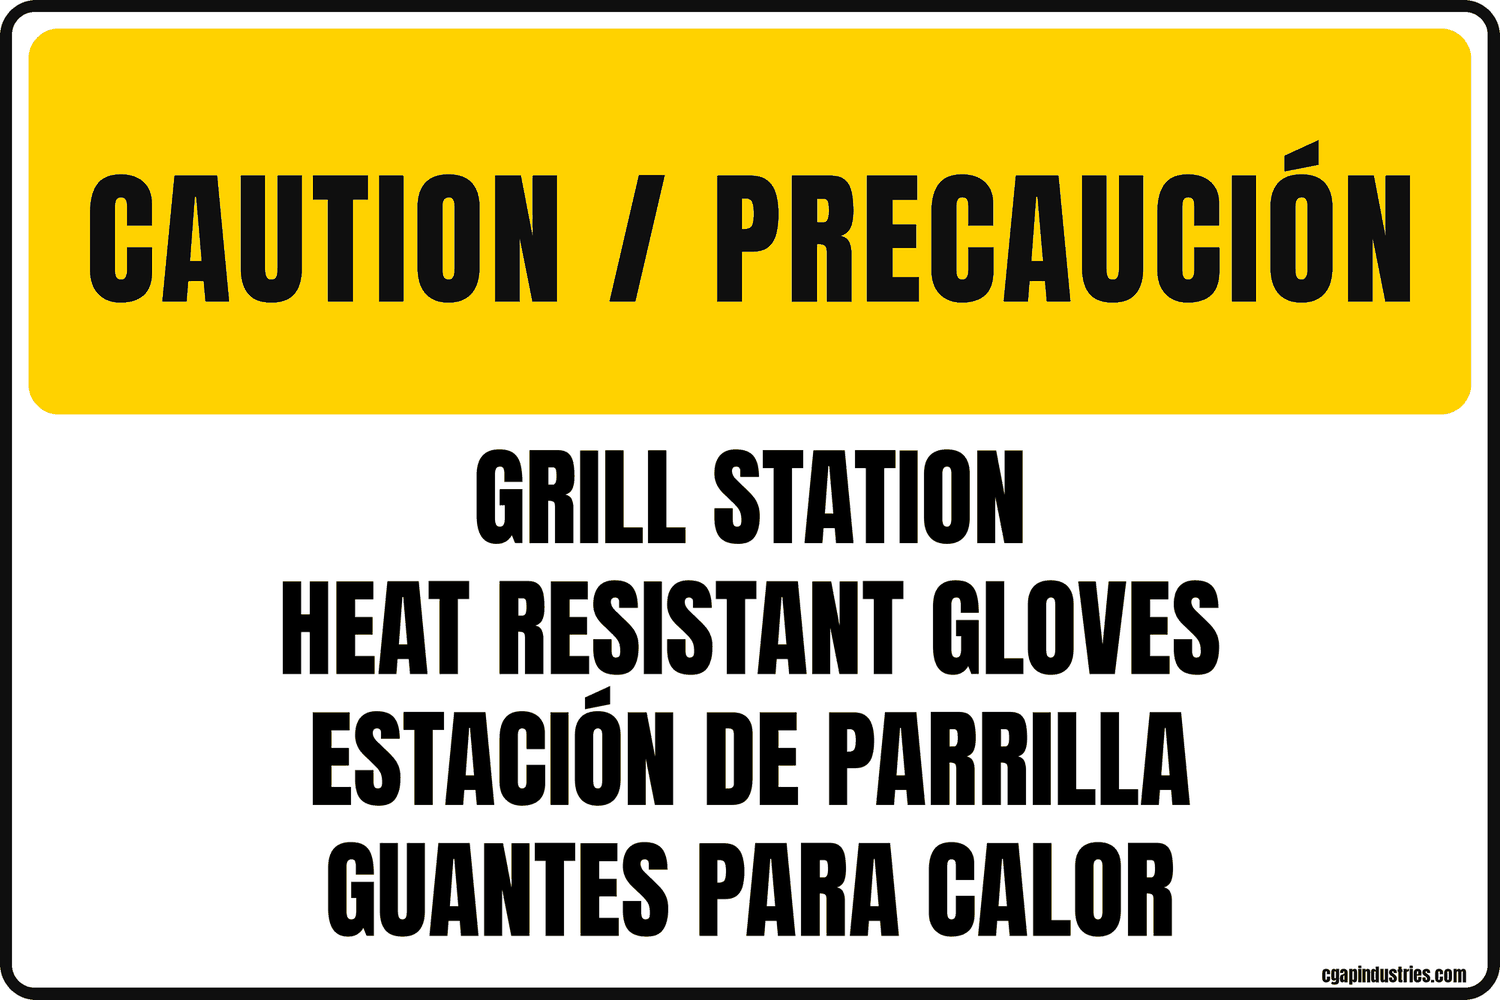 CAUTION / PRECAUCIÓN
GRILL STATION
HEAT RESISTANT GLOVES
ESTACIÓN DE PARRILLA
GUANTES PARA CALOR
cgapindustries.com